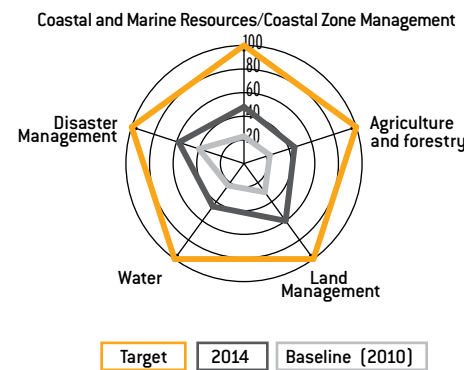 Coastal and Marine Resources/Coastal Zone Management
100
80
60
40
20
Disaster
Management
Agriculture
and forestry
Water
Land
Management
Target
2014
Baseline (2010)